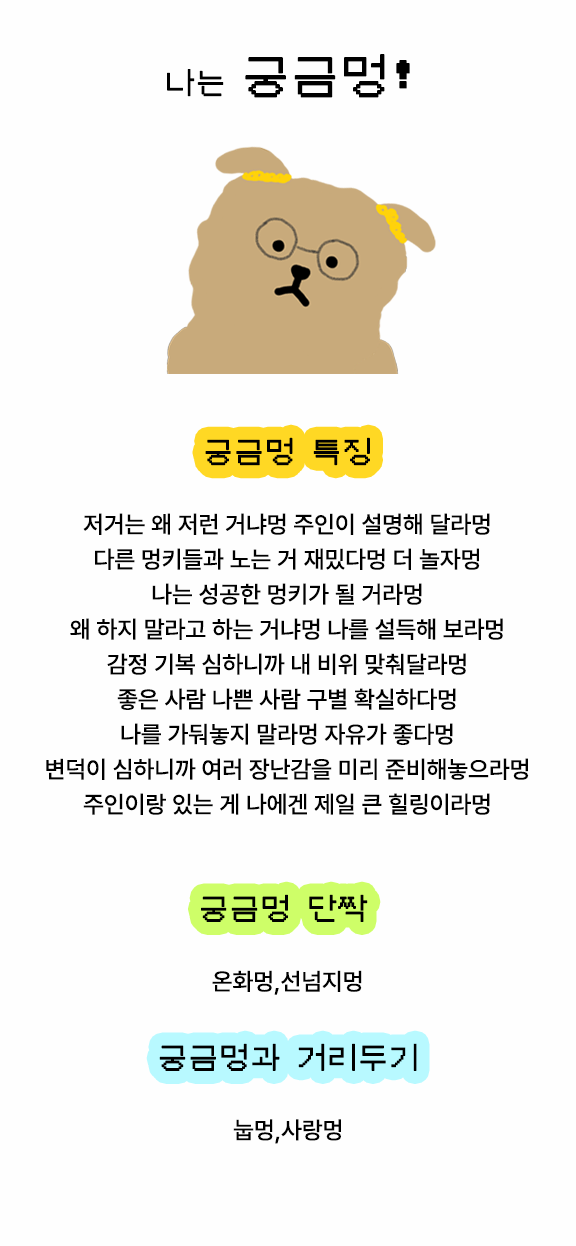 나는 궁금멍!
궁금멍 특징
저거는 왜 저런 거냐멍 주인이 설명해 달라멍
다른 멍키들과 노는 거 재밌다멍 더 놀자멍
나는 성공한 멍키가 될 거라멍
왜 하지 말라고 하는 거냐멍 나를 설득해 보라멍
감정 기복 심하니까 내 비위 맞춰달라멍
좋은 사람 나쁜 사람 구별 확실하다멍
나를 가둬놓지 말라멍 자유가 좋다멍
변덕이 심하니까 여러 장난감을 미리 준비해놓으라멍
주인이랑 있는 게 나에겐 제일 큰 힐링이라멍
궁금멍 단짝
온화멍,선넘지멍
궁금멍과 거리두기
눕멍,사랑멍